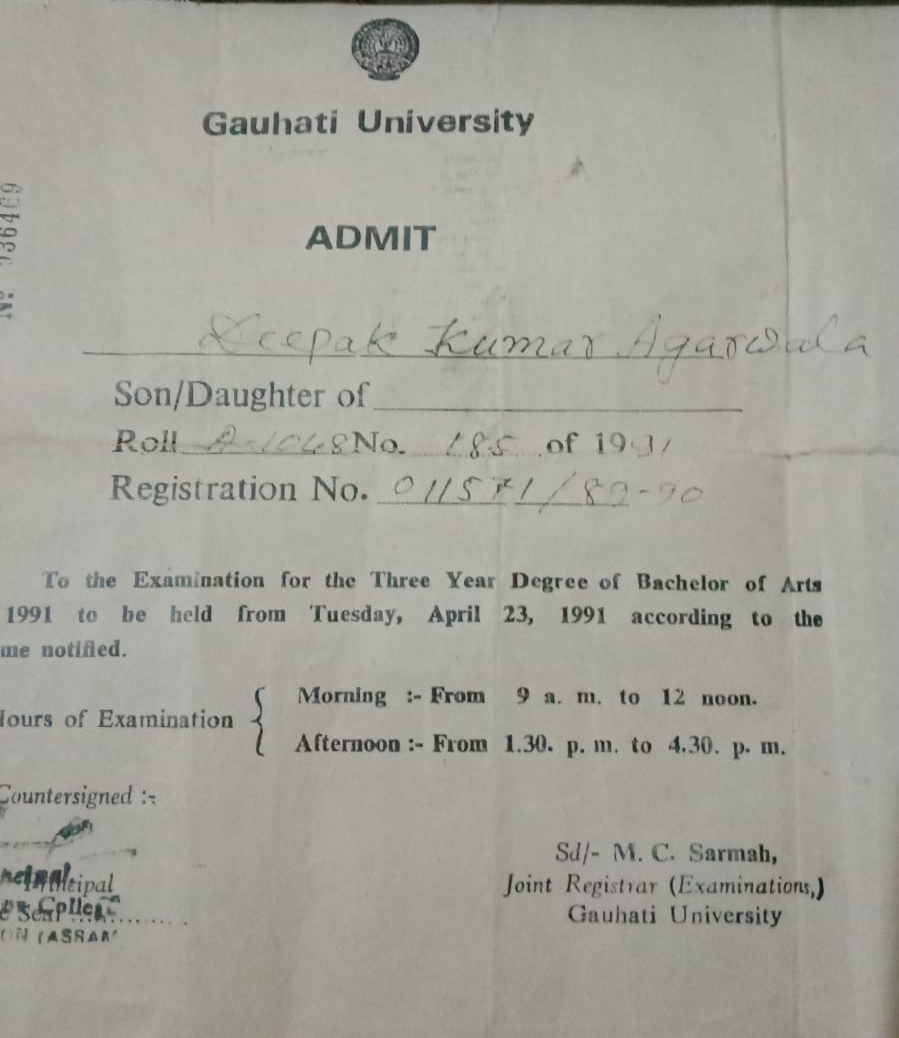 Gauhati University
ADMIT
Deepak Kumar Agarwala
Son/Daughter of
Roll No. 185 of 1991
Registration No. 011571/89-90
To the Examination for the Three Year Degree of Bachelor of Arts
1991 to be held from Tuesday, April 23, 1991 according to the
me notified.
Hours of Examination
Morning :- From 9 a. m. to 12 noon.
Afternoon :- From 1.30. p. m. to 4.30. p. m.
Countersigned :-
Sd/- M. C. Sarmah,
Principal
Joint Registrar (Examinations,)
Gauhati University